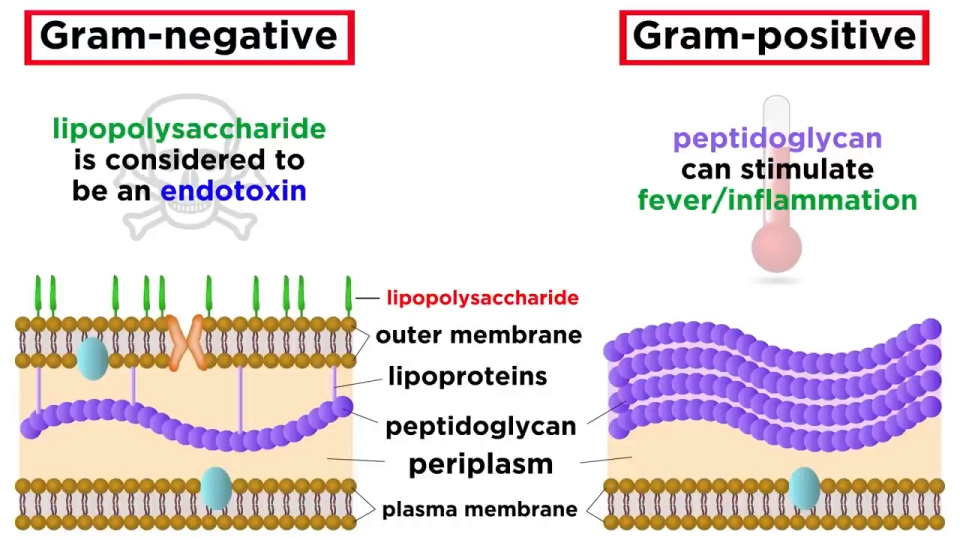 Gram-negative
Gram-positive
lipopolysaccharide
is considered to
be an endotoxin
peptidoglycan
can stimulate
fever/inflammation
lipopolysaccharide
outer membrane
lipoproteins
peptidoglycan
periplasm
plasma membrane